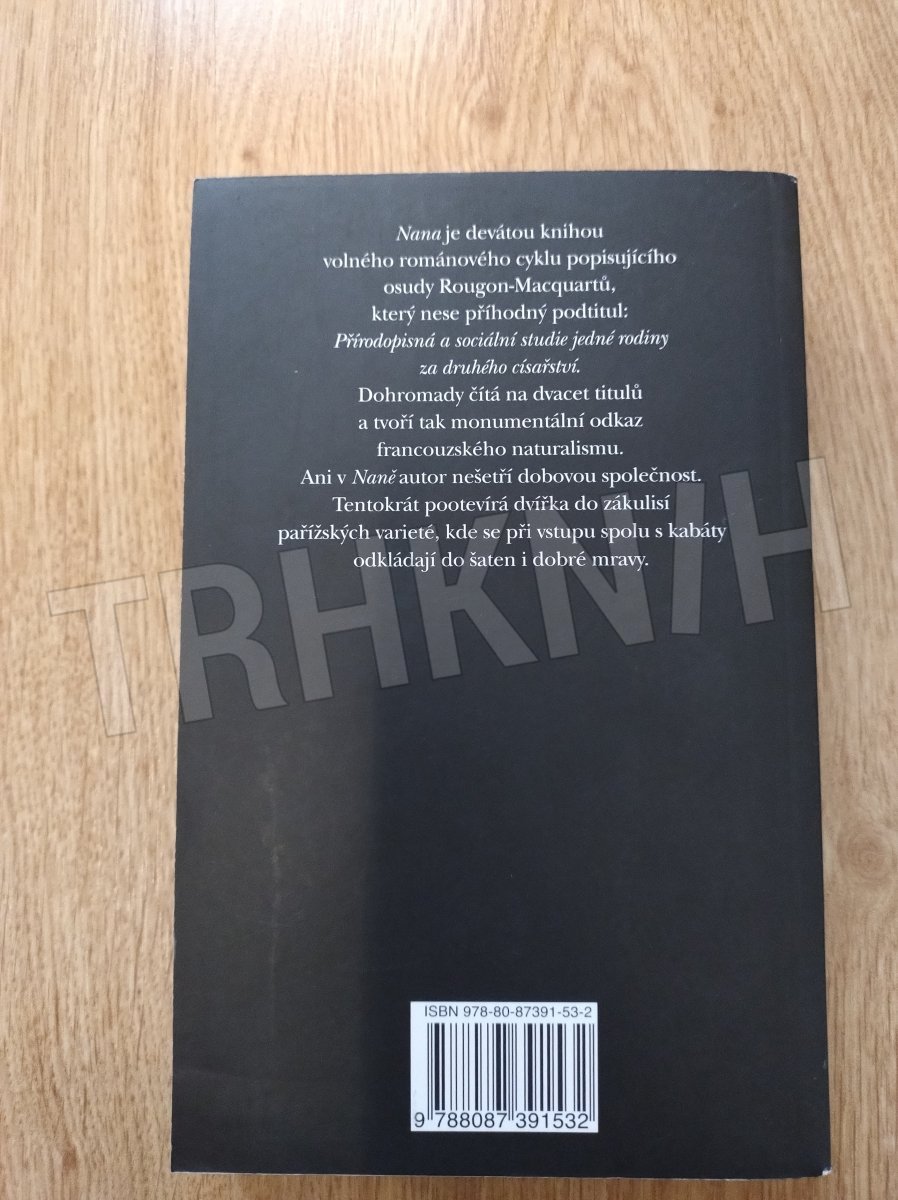 Nana je devátou knihou
volného románového cyklu popisujícího
osudy Rougon-Macquartů,
který nese příhodný podtitul:
Přírodopisná a sociální studie jedné rodiny
za druhého císařství.
Dohromady čítá na dvacet titulů
a tvoří tak monumentální odkaz
francouzského naturalismu.
Ani v Naně autor nešetří dobovou společnost.
Tentokrát pootevírá dvířka do zákulisí
pařížských varieté, kde se při vstupu spolu s kabáty
odkládají do šaten i dobré mravy.
TRHKNIH
ISBN 978-80-87391-53-2
9 788087 391532